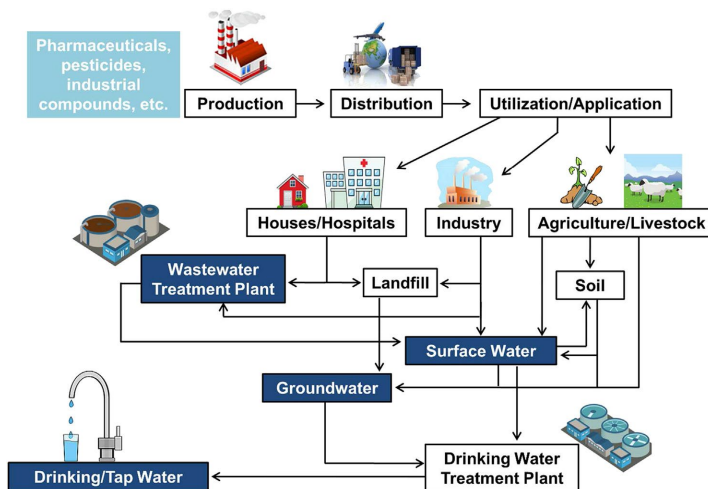 Pharmaceuticals,
pesticides,
industrial
compounds, etc.
Production
Distribution
Utilization/Application
Houses/Hospitals
Industry
Agriculture/Livestock
Wastewater
Treatment Plant
Landfill
Soil
Surface Water
Groundwater
Drinking/Tap Water
Drinking Water
Treatment Plant